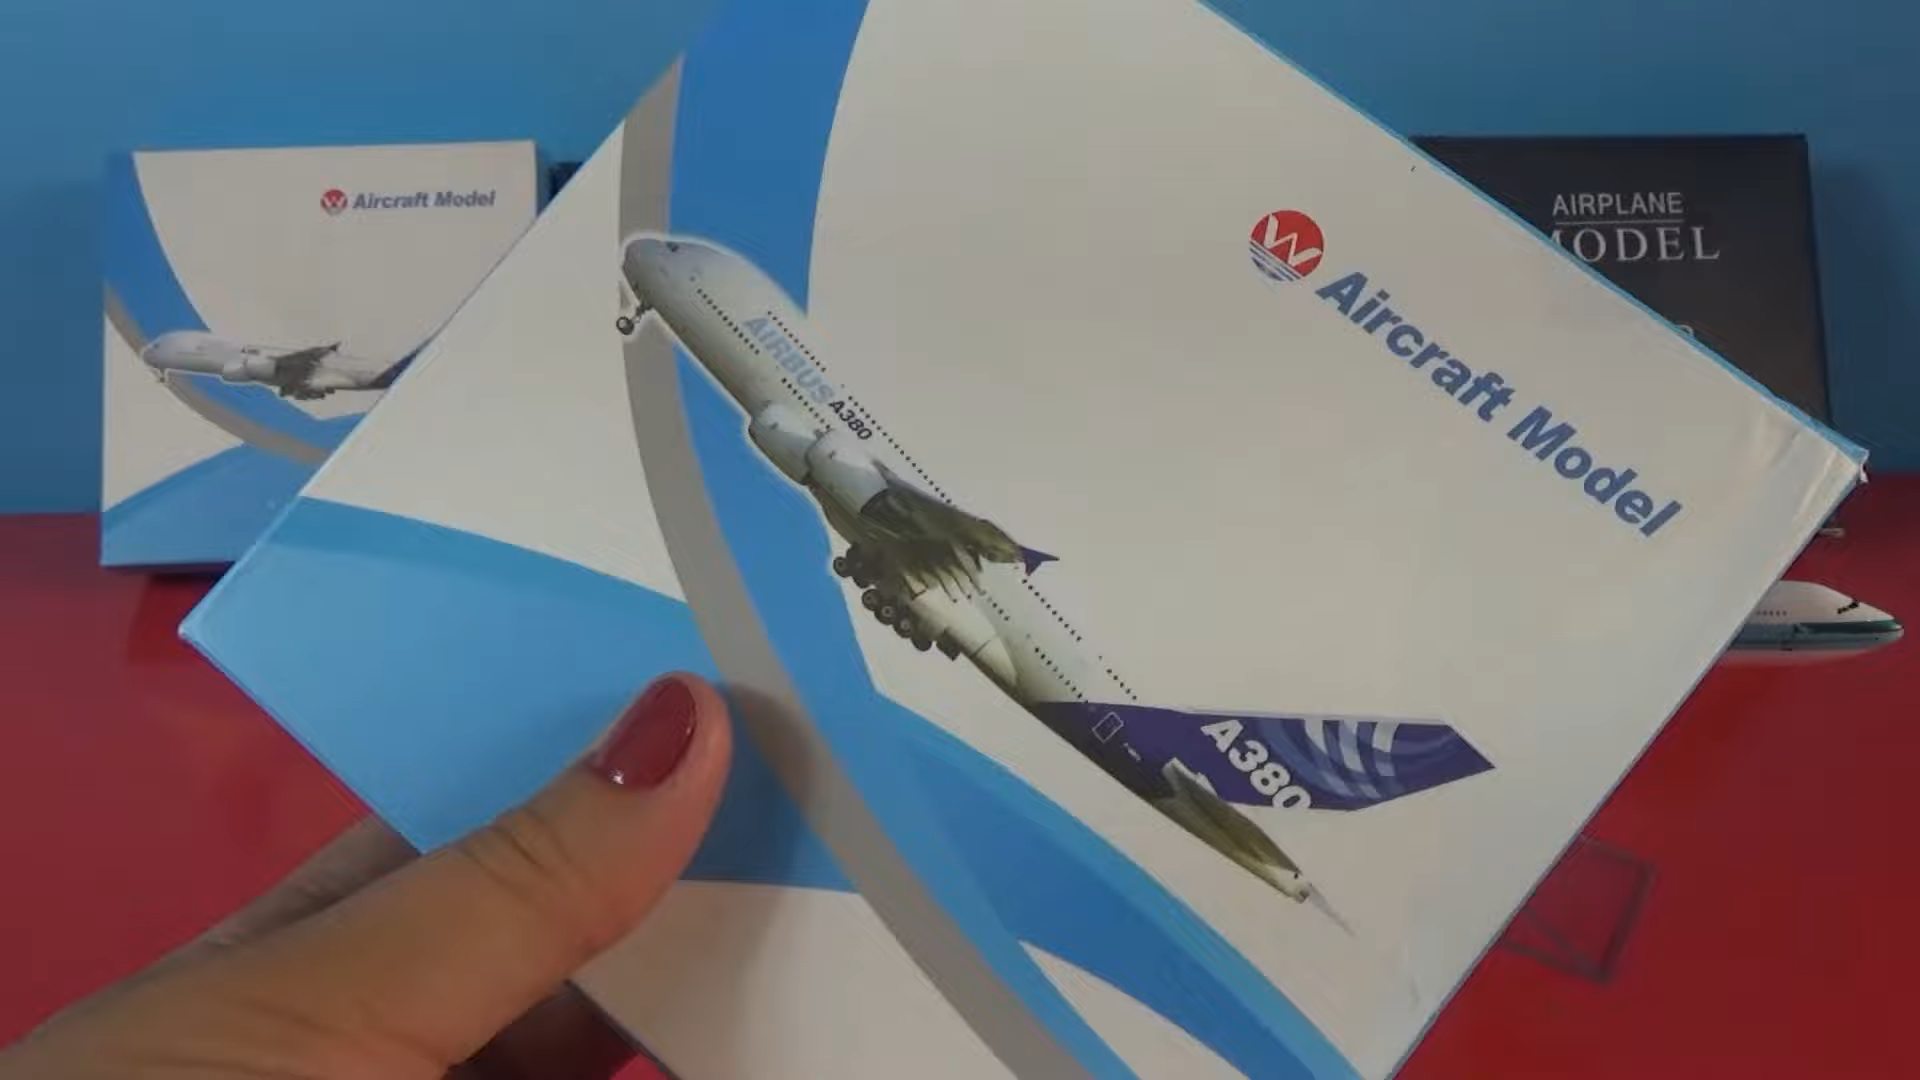 Aircraft Model
AIRPLANE
MODEL
W Aircraft Model
AIRBUS A380
A380